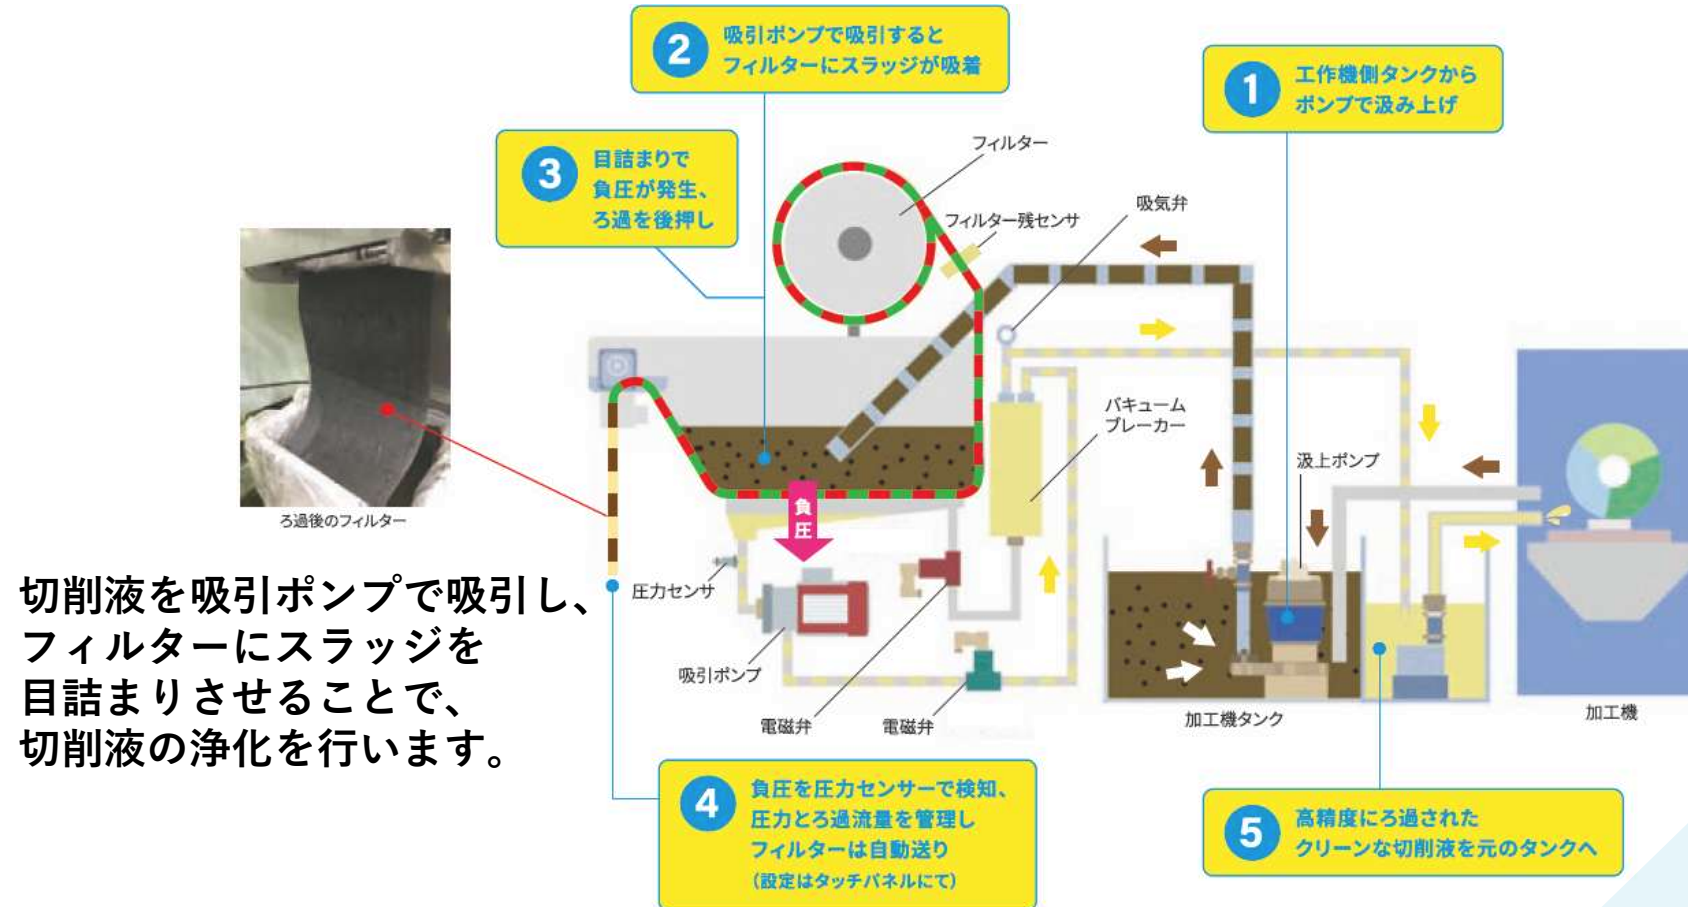 2
吸引ポンプで吸引すると
フィルターにスラッジが吸着
1
工作機側タンクから
ポンプで汲み上げ
3
目詰まりで
負圧が発生、
ろ過を後押し
フィルター
フィルター残センサ
吸気弁
バキューム
ブレーカー
汲上ポンプ
負圧
ろ過後のフィルター
圧力センサ
吸引ポンプ
電磁弁
電磁弁
加工機タンク
加工機
切削液を吸引ポンプで吸引し、
フィルターにスラッジを
目詰まりさせることで、
切削液の浄化を行います。
4
負圧を圧力センサーで検知、
圧力とろ過流量を管理し
フィルターは自動送り
(設定はタッチパネルにて)
5
高精度にろ過された
クリーンな切削液を元のタンクへ